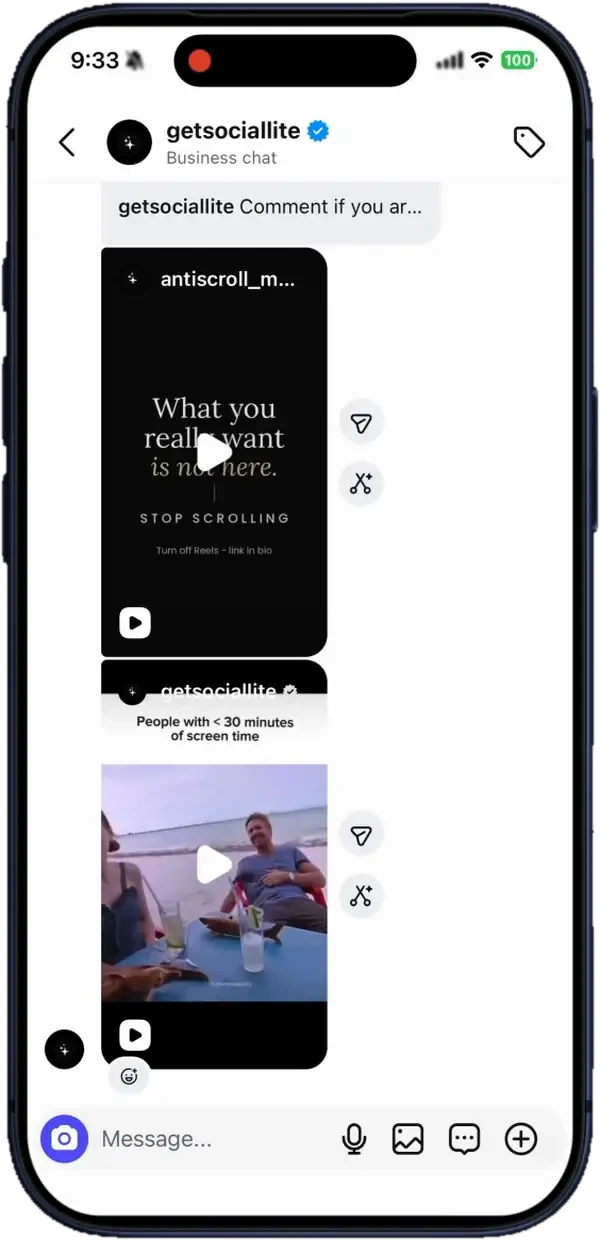 9:33
100
getsociallite
Business chat
getsociallite Comment if you ar...
antiscroll_m...
What you
really want
is not here.
STOP SCROLLING
Turn off Reels - link in bio
getsociallite
People with < 30 minutes
of screen time
Message...